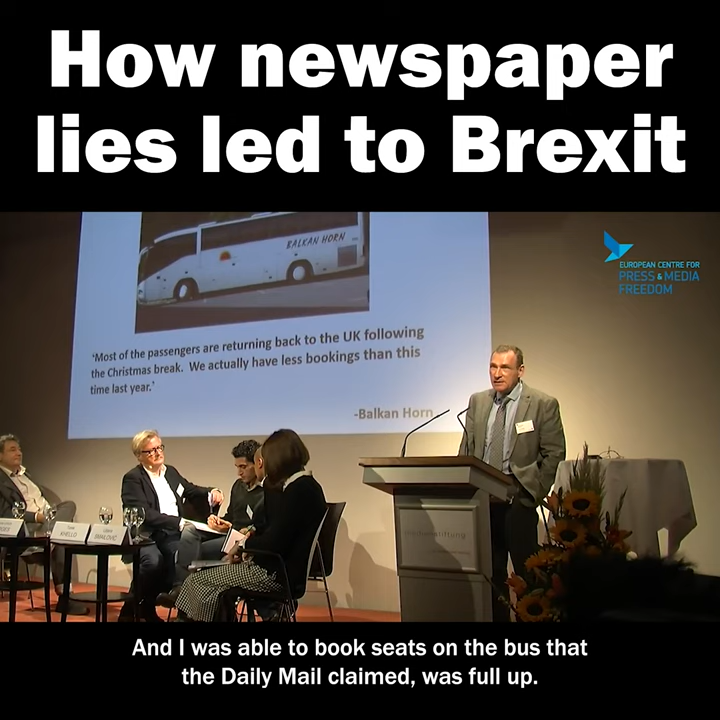 How newspaper
lies led to Brexit
BALKAN HORN
EUROPEAN CENTRE FOR
PRESS & MEDIA
FREEDOM
'Most of the passengers are returning back to the UK following
the Christmas break. We actually have less bookings than this
time last year.'
-Balkan Horn
KHELLO
And I was able to book seats on the bus that
the Daily Mail claimed, was full up.